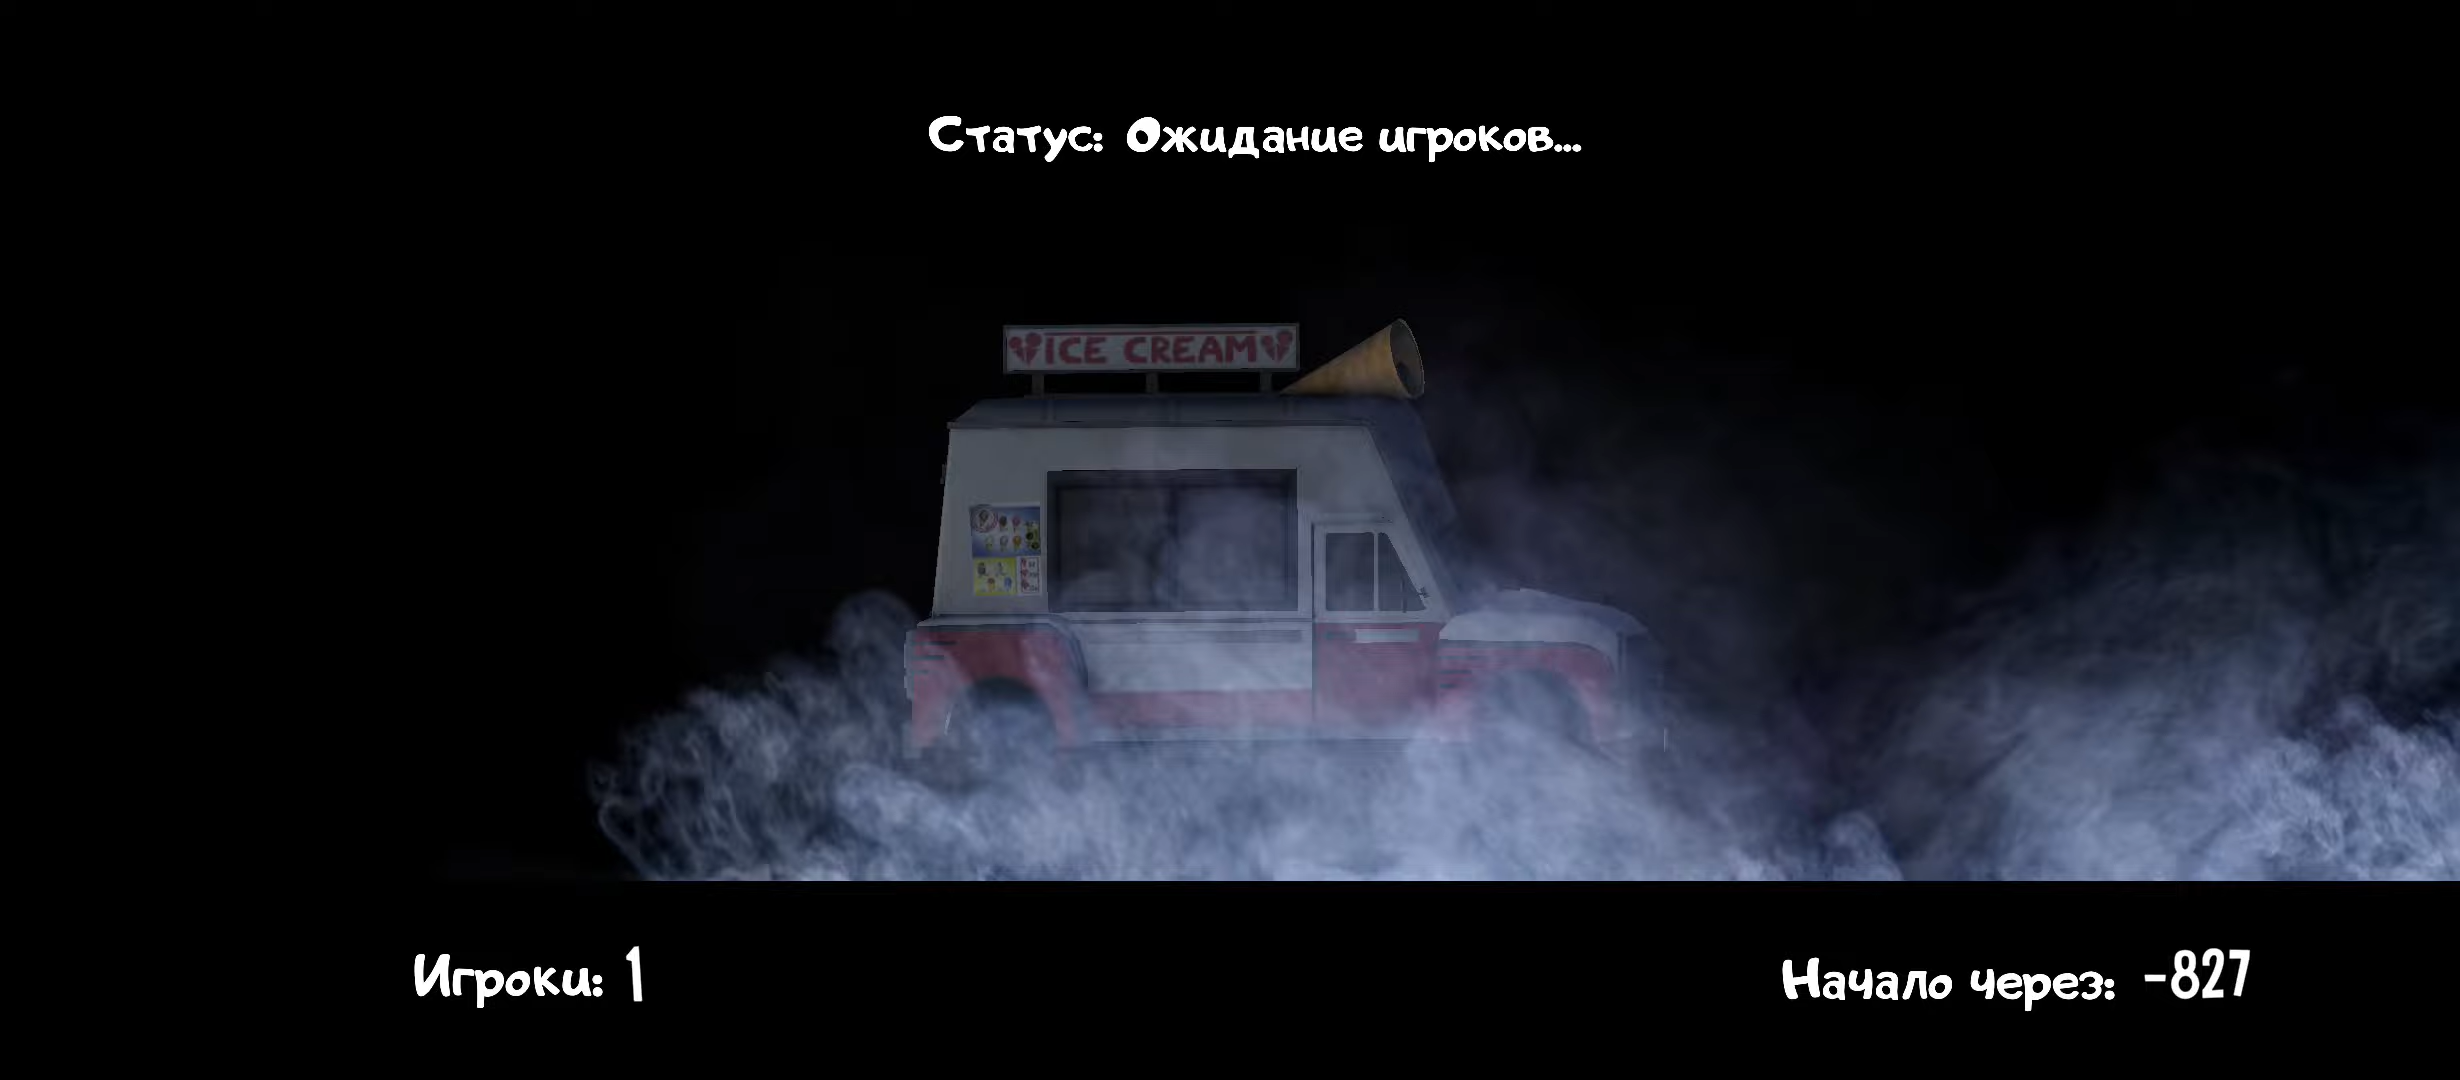 Статус: Ожидание игроков...
ICE CREAM
Игроки: 1
Начало через: -827